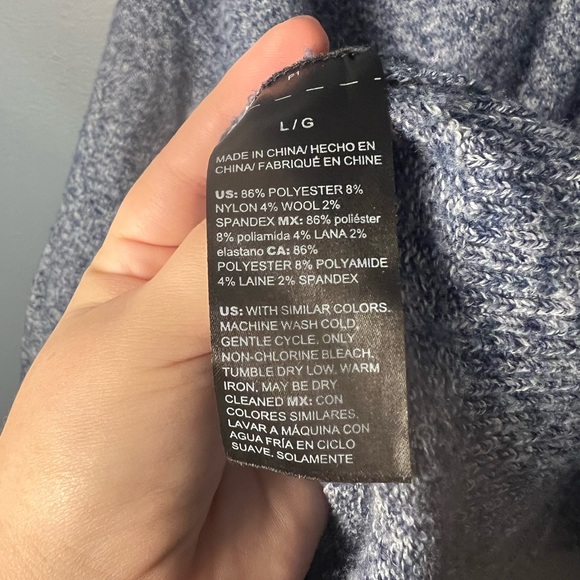 L/G
MADE IN CHINA/ HECHO EN
CHINA/ FABRIQUÉ EN CHINE
US: 86% POLYESTER 8%
NYLON 4% WOOL 2%
SPANDEX MX: 86% poliéster
8% poliamida 4% LANA 2%
elastano CA: 86%
POLYESTER 8% POLYAMIDE
4% LAINE 2% SPANDEX
US: WITH SIMILAR COLORS.
MACHINE WASH COLD,
GENTLE CYCLE. ONLY
NON-CHLORINE BLEACH.
TUMBLE DRY LOW. WARM
IRON, MAY BE DRY
CLEANED MX: CON
COLORES SIMILARES.
LAVAR A MÁQUINA CON
AGUA FRÍA EN CICLO
SUAVE. SOLAMENTE